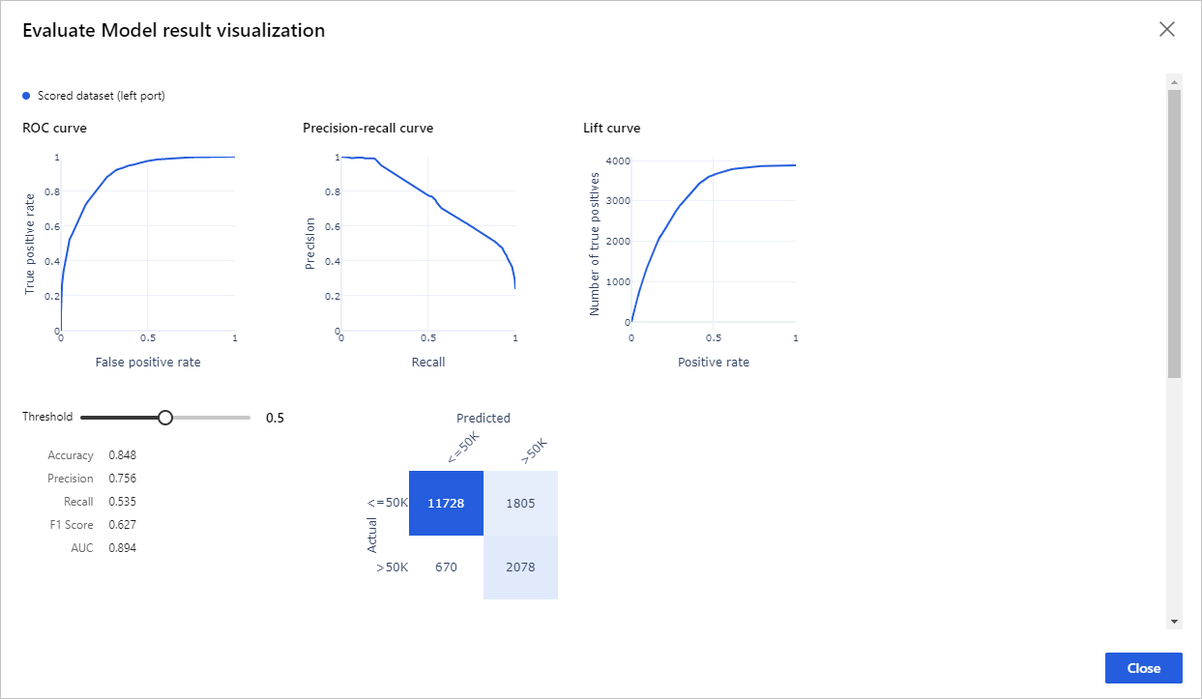 Evaluate Model result visualization
Scored dataset (left port)
ROC curve
Precision-recall curve
Lift curve
True positive rate
1
0.8
0.6
0.4
0.2
0
0
0.5
1
False positive rate
Precision
1
0.8
0.6
0.4
0.2
0
0
0.5
1
Recall
Number of true positives
4000
3000
2000
1000
0
0
0.5
1
Positive rate
Threshold
0.5
Accuracy 0.848
Precision 0.756
Recall 0.535
F1 Score 0.627
AUC 0.894
Predicted
<=50K >50K
Actual
<=50K 11728 1805
>50K 670 2078
Close